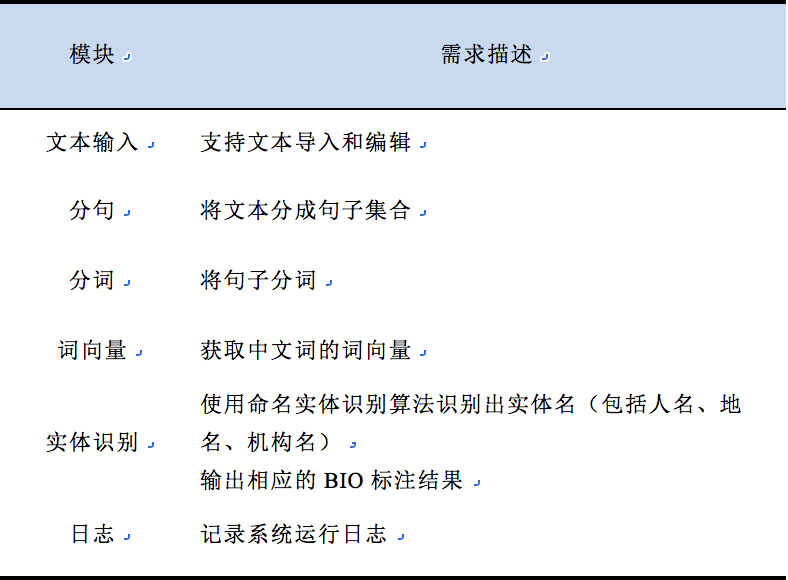 模块 需求描述
文本输入 支持文本导入和编辑
分句 将文本分成句子集合
分词 将句子分词
词向量 获取中文词的词向量
使用命名实体识别算法识别出实体名（包括人名、地
实体识别 名、机构名）
输出相应的 BIO 标注结果
日志 记录系统运行日志